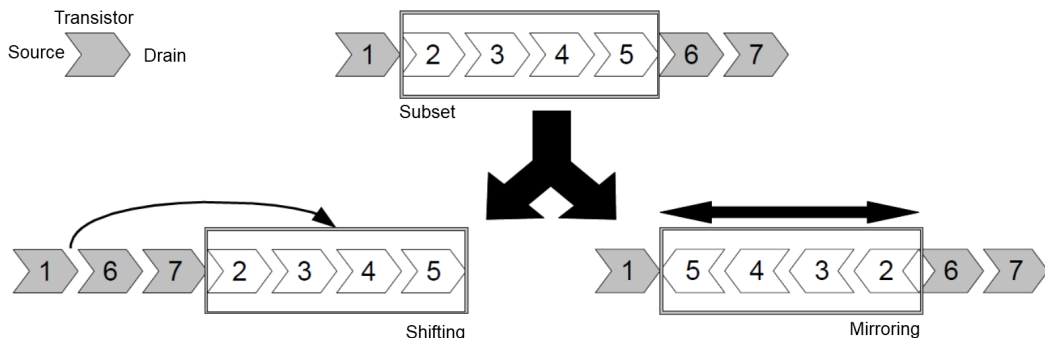 Transistor
Source Drain
1 2 3 4 5 6 7
Subset
1 6 7 2 3 4 5
Shifting
1 5 4 3 2 6 7
Mirroring